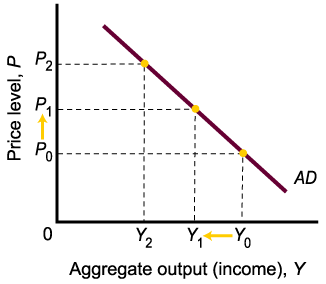 Price level, P
P2
P1
P0
AD
0
Y2
Y1
Y0
Aggregate output (income), Y